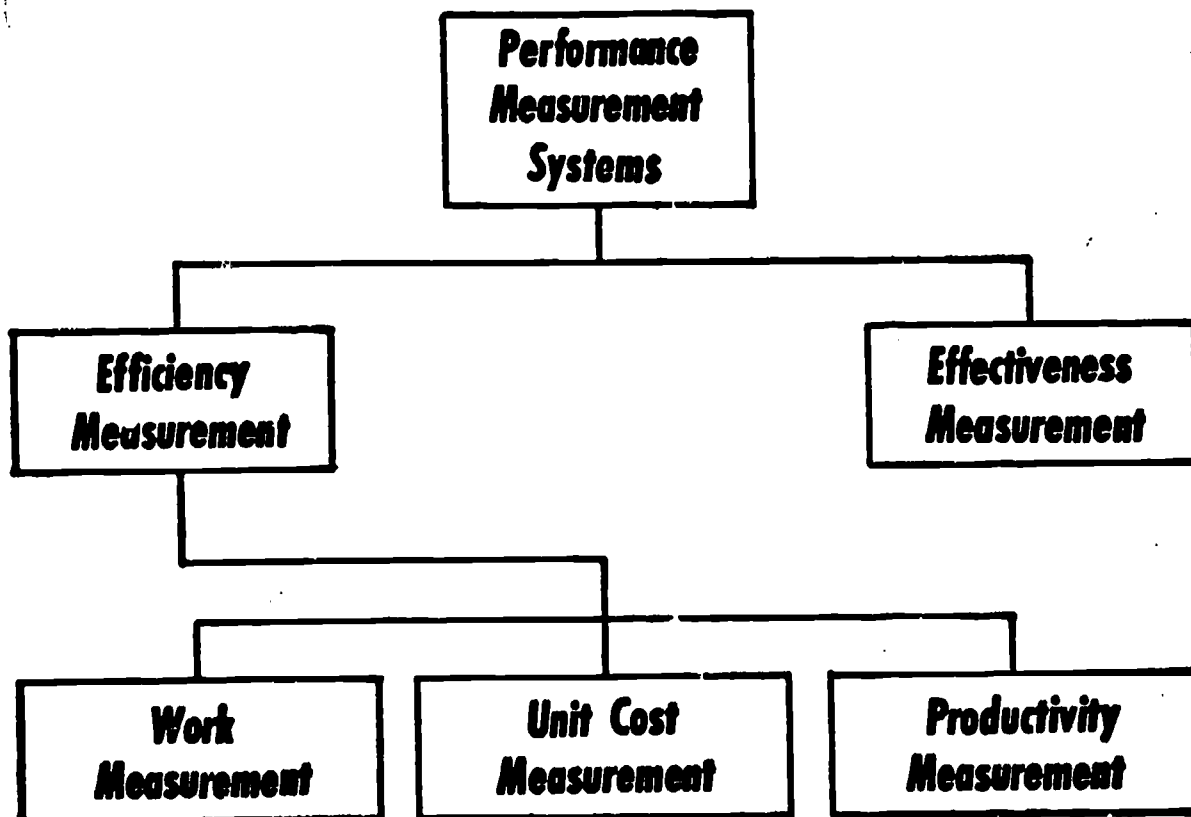 Performance
Measurement
Systems
Efficiency
Measurement
Effectiveness
Measurement
Work
Measurement
Unit Cost
Measurement
Productivity
Measurement